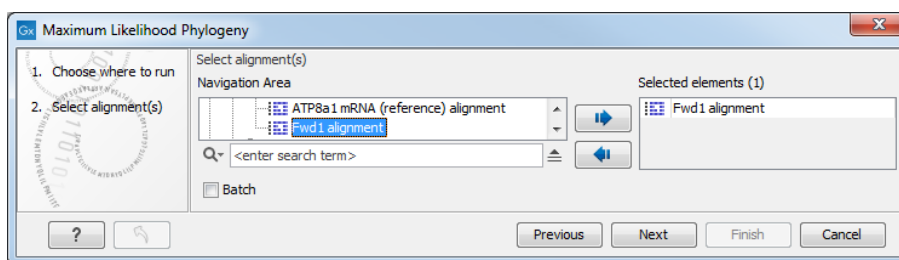 Gx Maximum Likelihood Phylogeny
1. Choose where to run
2. Select alignment(s)
Select alignment(s)
Navigation Area
ATP8a1 mRNA (reference) alignment
Fwd1 alignment
<enter search term>
Batch
Selected elements (1)
Fwd1 alignment
?
Previous
Next
Finish
Cancel